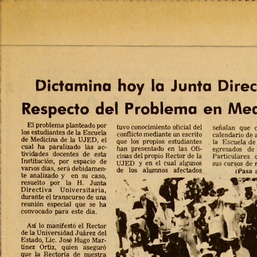 Dictamina hoy la Junta Direc
Respecto del Problema en Med
El problema planteado por
los estudiantes de la Escuela
de Medicina de la UJED, el
cual ha paralizado las ac-
tividades docentes de esta
Institución, por espacio de
varios días, será debidamen-
te analizado y en su caso,
resuelto por la H. Junta
Directiva Universitaria,
durante el transcurso de una
reunión especial que se ha
convocado para este día.
Así lo manifestó el Rector
de la Universidad Juárez del
Estado, Lic. José Hugo Mar-
tínez Ortiz, quien aseguró
que la Rectoría de nuestra
tuvo conocimiento oficial del
conflicto mediante un escrito
que los propios estudiantes
han presentado en las Ofi-
cinas del propio Rector de la
UJED y en el cual algunos
de los alumnos afectados
señalan que
calendario de a
la Escuela de
egresados de
Particulares
sus cursos de
(Pasa